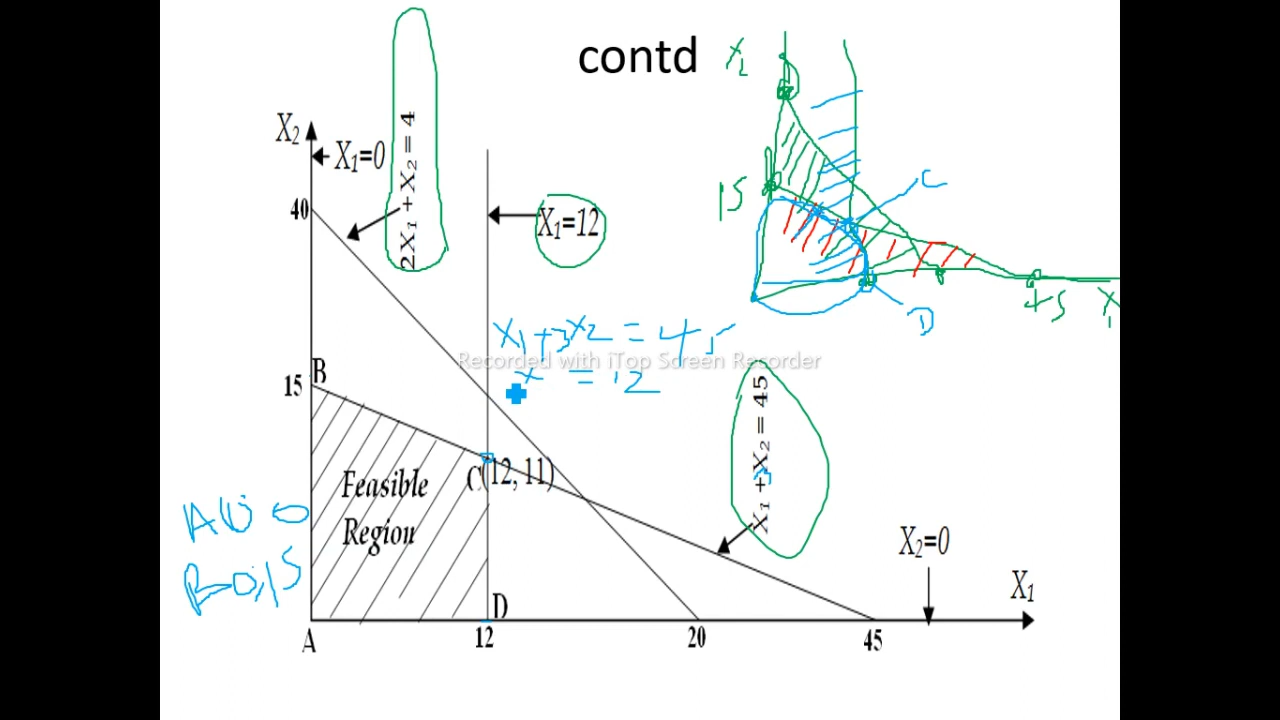 contd
X₂
X₂
X₁=0
2X₁ + X₂ = 4
40
X₁=12
15
C
45
X₁
D
X₁+3X₂ = 45
Recorded with iTop Screen Recorder
x = 12
B
15
X₁ + 3X₂ = 45
C(12, 11)
Feasible
Region
A(0 0
B 0,15
X₂=0
X₁
D
A
12
20
45